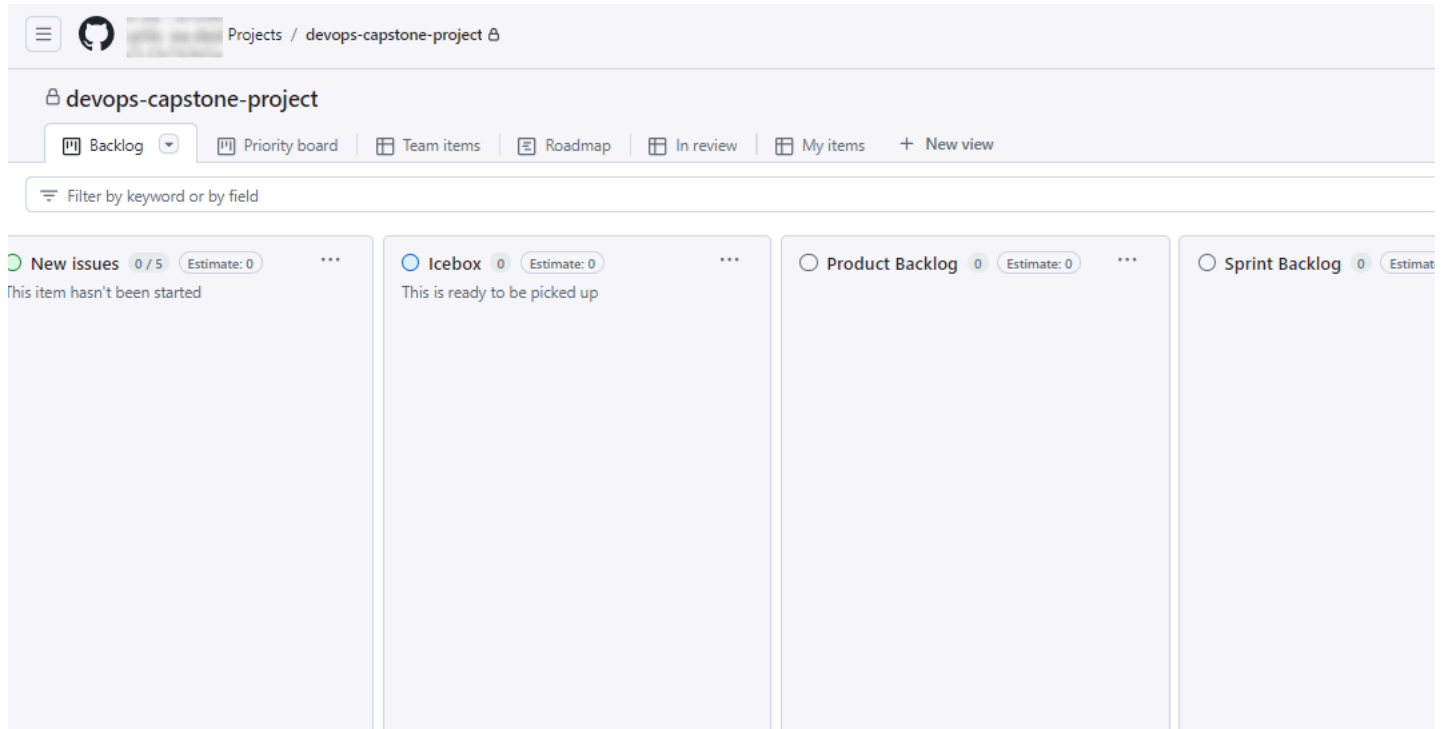 Projects / devops-capstone-project
devops-capstone-project
Backlog Priority board Team items Roadmap In review My items + New view
Filter by keyword or by field
New issues 0 / 5 Estimate: 0 ... Icebox 0 Estimate: 0 ... Product Backlog 0 Estimate: 0 ... Sprint Backlog 0 Estimat
This item hasn't been started This is ready to be picked up